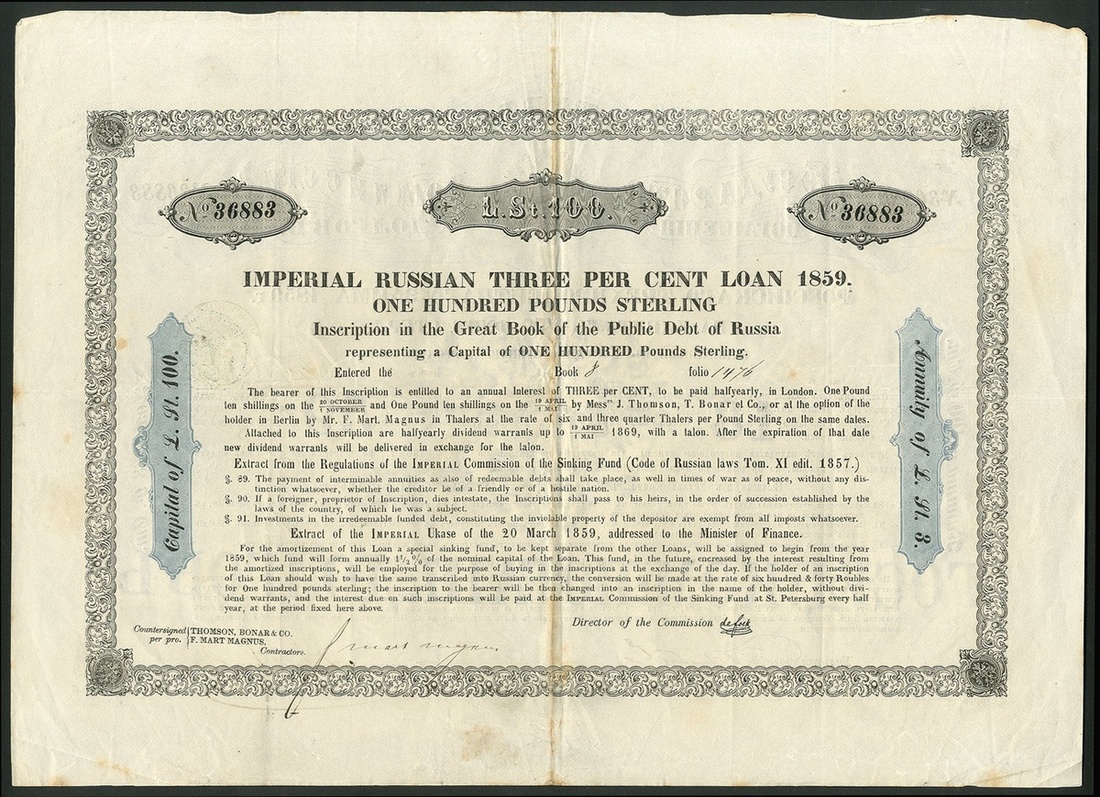 No 36883
L. St. 100.
No 36883
IMPERIAL RUSSIAN THREE PER CENT LOAN 1859.
ONE HUNDRED POUNDS STERLING
Inscription in the Great Book of the Public Debt of Russia
representing a Capital of ONE HUNDRED Pounds Sterling.
Entered the Book 8 folio 1476
Capital of L. St. 100.
Annuity of L. St. 3.
The bearer of this Inscription is entitled to an annual Interest of THREE per CENT, to be paid halfyearly, in London. One Pound
ten shillings on the 20 OCTOBER / 1 NOVEMBER and One Pound ten shillings on the 19 APRIL / 1 MAI by Messrs J. Thomson, T. Bonar et Co., or at the option of the
holder in Berlin by Mr. F. Mart. Magnus in Thalers at the rate of six and three quarter Thalers per Pound Sterling on the same dates.
Attached to this Inscription are halfyearly dividend warrants up to 19 APRIL / 1 MAI 1869, with a talon. After the expiration of that date
new dividend warrants will be delivered in exchange for the talon.
Extract from the Regulations of the IMPERIAL Commission of the Sinking Fund (Code of Russian laws Tom. XI edit. 1857.)
§. 89. The payment of interminable annuities as also of redeemable debts shall take place, as well in times of war as of peace, without any dis-
tinction whatsoever, whether the creditor be of a friendly or of a hostile nation.
§. 90. If a foreigner, proprietor of Inscription, dies intestate, the Inscriptions shall pass to his heirs, in the order of succession established by the
laws of the country, of which he was a subject.
§. 91. Investments in the irredeemable funded debt, constituting the inviolable property of the depositor are exempt from all imposts whatsoever.
Extract of the IMPERIAL Ukase of the 20 March 1859, addressed to the Minister of Finance.
For the amortizement of this Loan a special sinking fund, to be kept separate from the other Loans, will be assigned to begin from the year
1859, which fund will form annually 1 1/2 % of the nominal capital of the Loan. This fund, in the future, encreased by the interest resulting from
the amortized inscriptions, will be employed for the purpose of buying in the inscriptions at the exchange of the day. If the holder of an inscription
of this Loan should wish to have the same transcribed into Russian currency, the conversion will be made at the rate of six huudred & forty Roubles
for One hundred pounds sterling; the inscription to the bearer will be then changed into an inscription in the name of the holder, without divi-
dend warrants, and the interest due on such inscriptions will be paid at the IMPERIAL Commission of the Sinking Fund at St. Petersburg every half
year, at the period fixed here above.
Director of the Commission
Countersigned THOMSON, BONAR & CO.
per pro. F. MART MAGNUS.
Contractors.